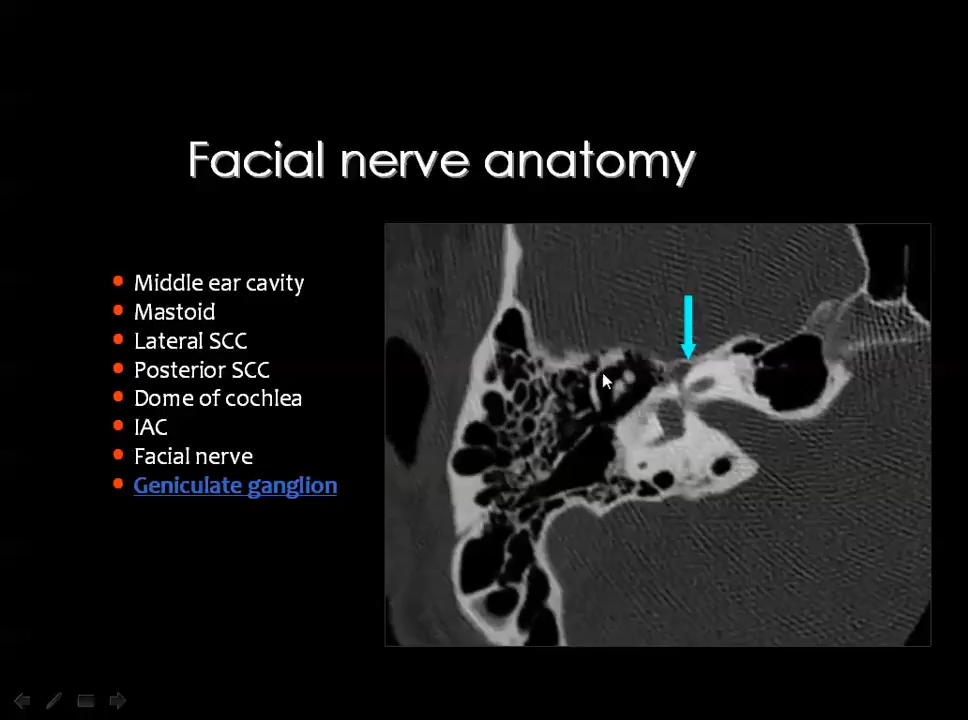 Facial nerve anatomy
Middle ear cavity
Mastoid
Lateral SCC
Posterior SCC
Dome of cochlea
IAC
Facial nerve
Geniculate ganglion